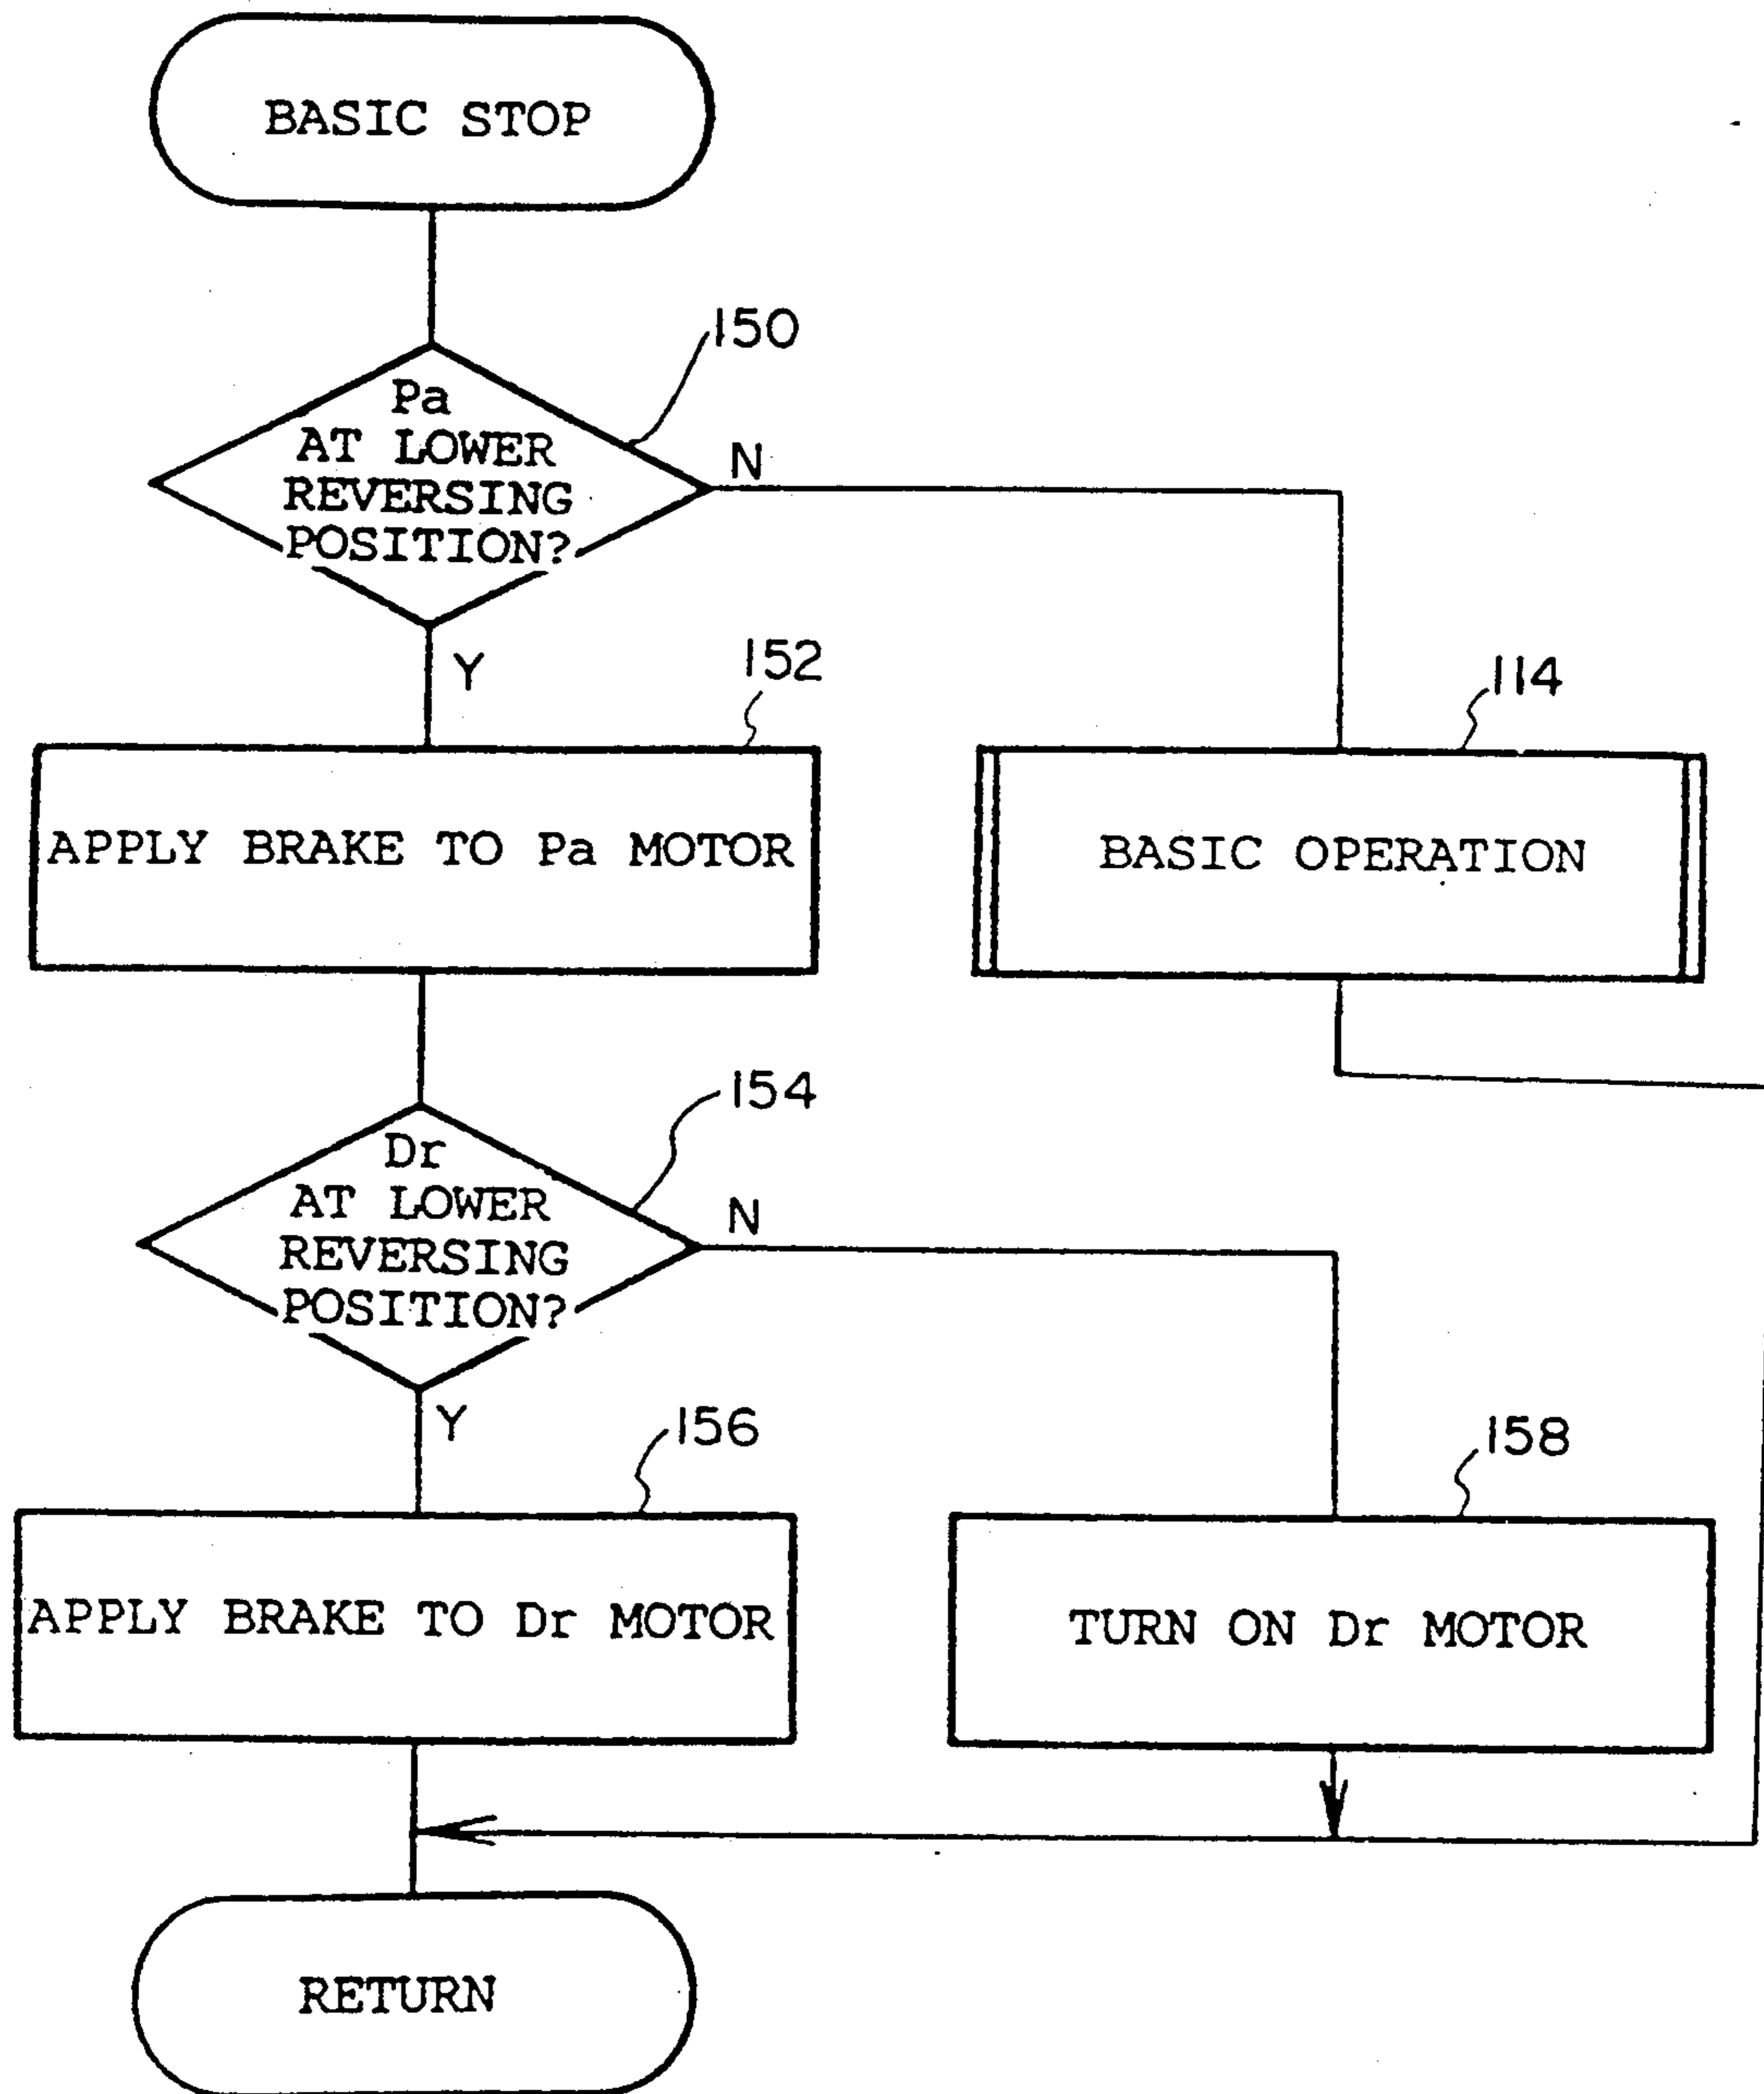 BASIC STOP
150
Pa
AT LOWER
REVERSING
POSITION?
N
Y
152
114
APPLY BRAKE TO Pa MOTOR
BASIC OPERATION
154
Dr
AT LOWER
REVERSING
POSITION?
N
Y
156
158
APPLY BRAKE TO Dr MOTOR
TURN ON Dr MOTOR
RETURN